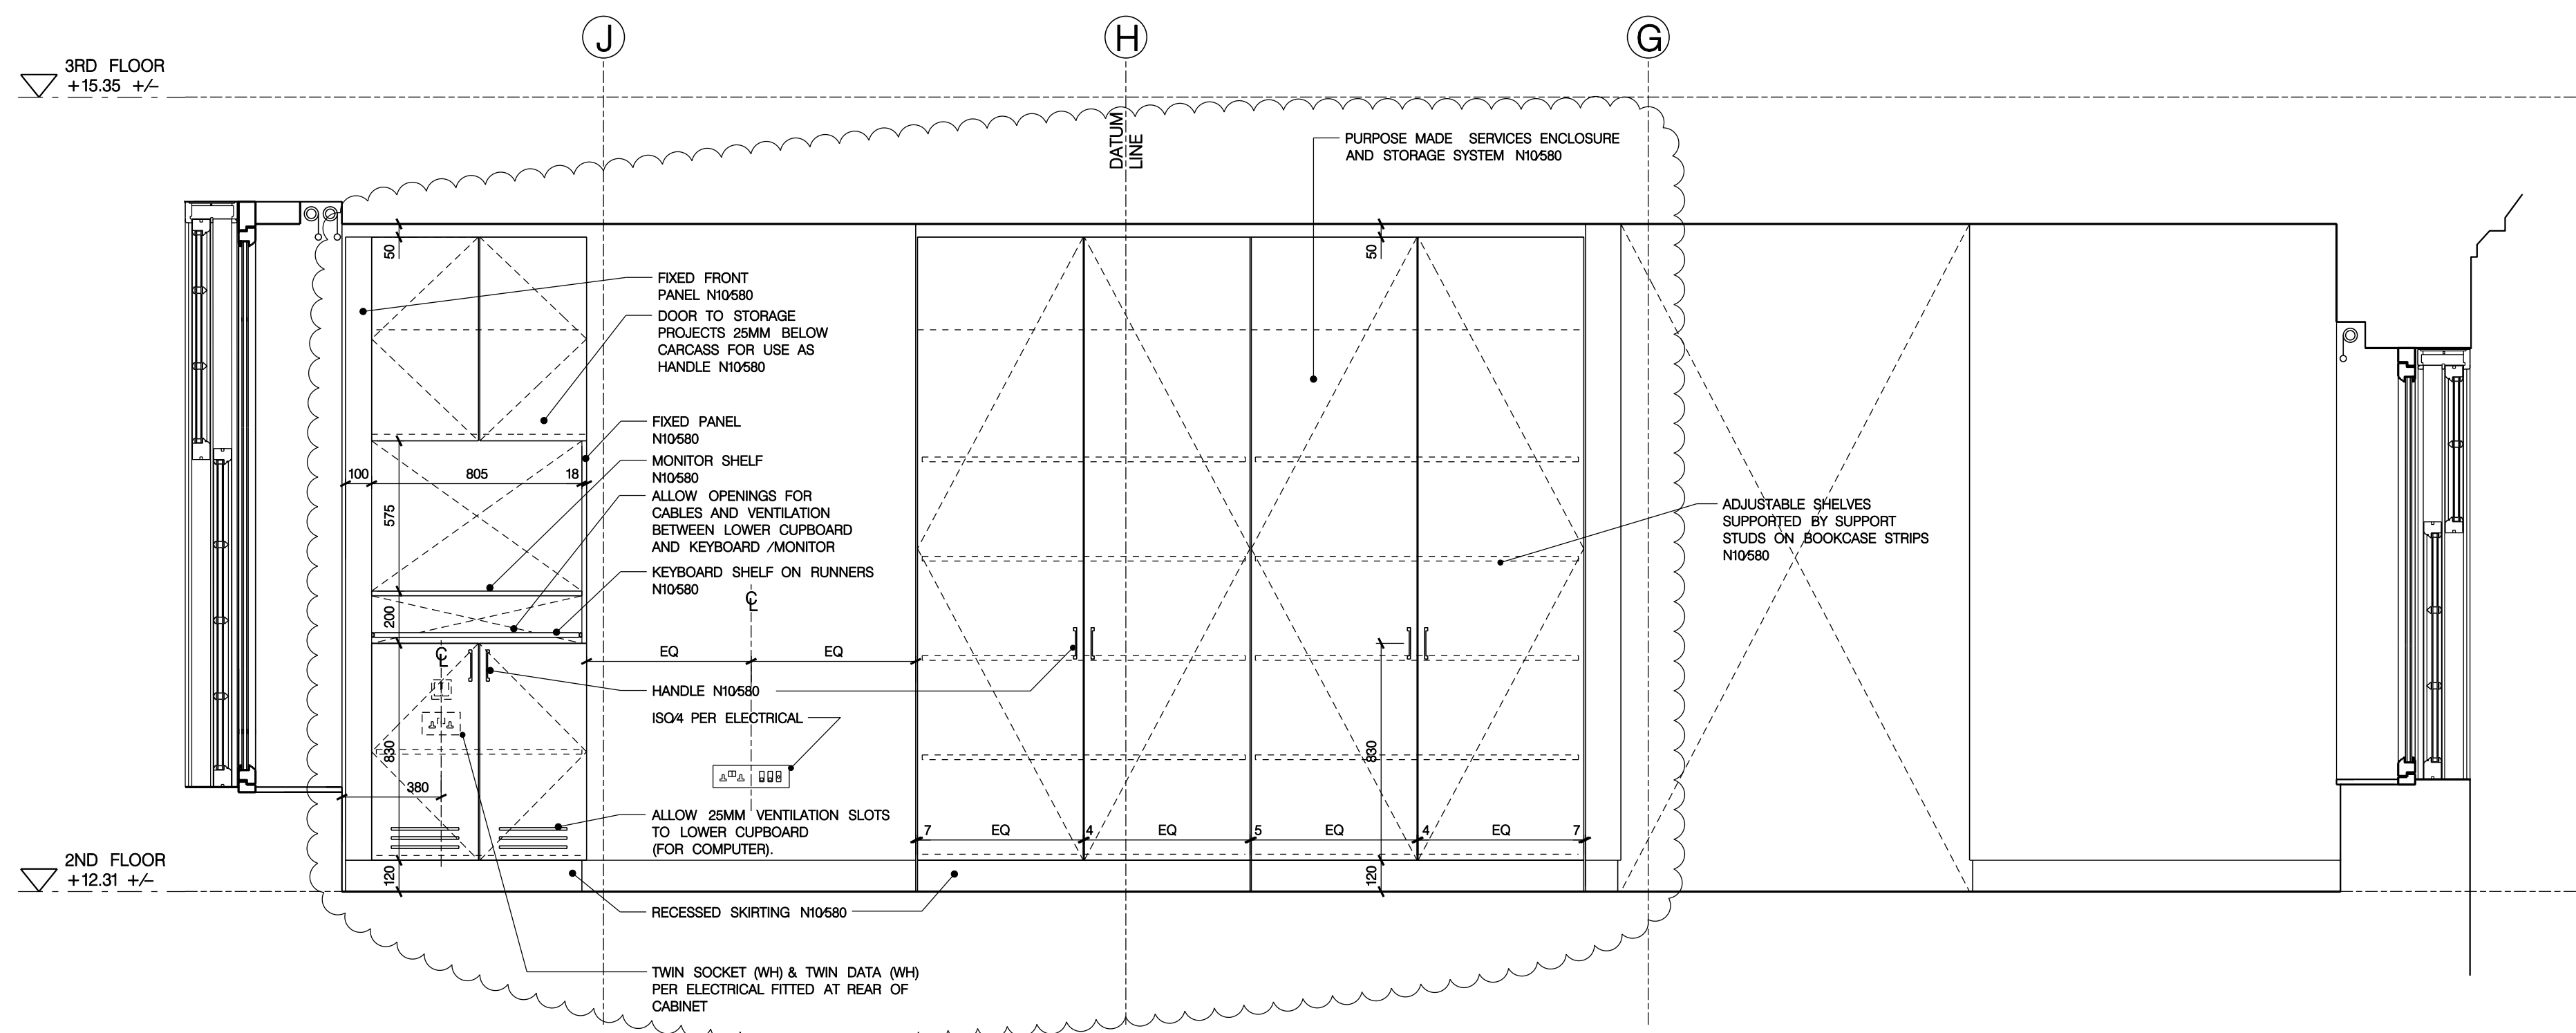 J
H
G
3RD FLOOR
+15.35 +/-
DATUM
LINE
PURPOSE MADE SERVICES ENCLOSURE
AND STORAGE SYSTEM N10/580
50
50
FIXED FRONT
PANEL N10/580
DOOR TO STORAGE
PROJECTS 25MM BELOW
CARCASS FOR USE AS
HANDLE N10/580
FIXED PANEL
N10/580
100
805
18
MONITOR SHELF
N10/580
575
ALLOW OPENINGS FOR
CABLES AND VENTILATION
BETWEEN LOWER CUPBOARD
AND KEYBOARD /MONITOR
ADJUSTABLE SHELVES
SUPPORTED BY SUPPORT
STUDS ON BOOKCASE STRIPS
N10/580
KEYBOARD SHELF ON RUNNERS
N10/580
CL
200
CL
EQ
EQ
HANDLE N10/580
ISO/4 PER ELECTRICAL
830
830
380
ALLOW 25MM VENTILATION SLOTS
TO LOWER CUPBOARD
(FOR COMPUTER).
7
EQ
4
EQ
5
EQ
4
EQ
7
2ND FLOOR
+12.31 +/-
120
120
RECESSED SKIRTING N10/580
TWIN SOCKET (WH) & TWIN DATA (WH)
PER ELECTRICAL FITTED AT REAR OF
CABINET